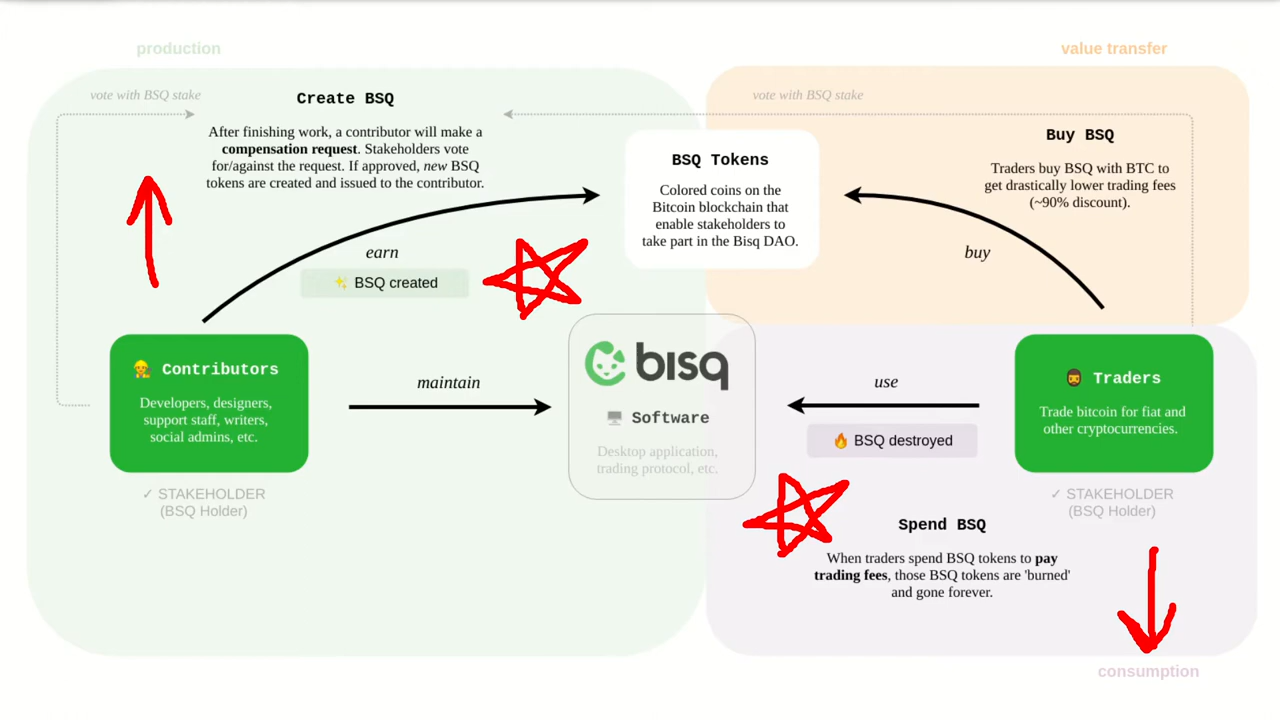 production
value transfer
vote with BSQ stake
Create BSQ
After finishing work, a contributor will make a
compensation request. Stakeholders vote
for/against the request. If approved, new BSQ
tokens are created and issued to the contributor.
earn
✨ BSQ created
vote with BSQ stake
BSQ Tokens
Colored coins on the
Bitcoin blockchain that
enable stakeholders to
take part in the Bisq DAO.
Buy BSQ
Traders buy BSQ with BTC to
get drastically lower trading fees
(~90% discount).
buy
Contributors
Developers, designers,
support staff, writers,
social admins, etc.
✓ STAKEHOLDER
(BSQ Holder)
maintain
bisq
Software
Desktop application,
trading protocol, etc.
use
🔥 BSQ destroyed
Traders
Trade bitcoin for fiat and
other cryptocurrencies.
✓ STAKEHOLDER
(BSQ Holder)
Spend BSQ
When traders spend BSQ tokens to pay
trading fees, those BSQ tokens are 'burned'
and gone forever.
consumption